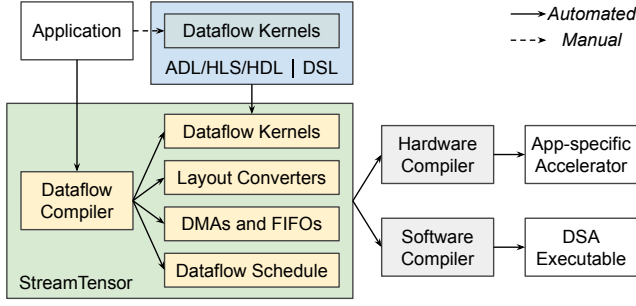 Application
Dataflow Kernels
ADL/HLS/HDL | DSL
Automated
Manual
Dataflow Kernels
Layout Converters
DMAs and FIFOs
Dataflow Schedule
Dataflow
Compiler
StreamTensor
Hardware
Compiler
App-specific
Accelerator
Software
Compiler
DSA
Executable